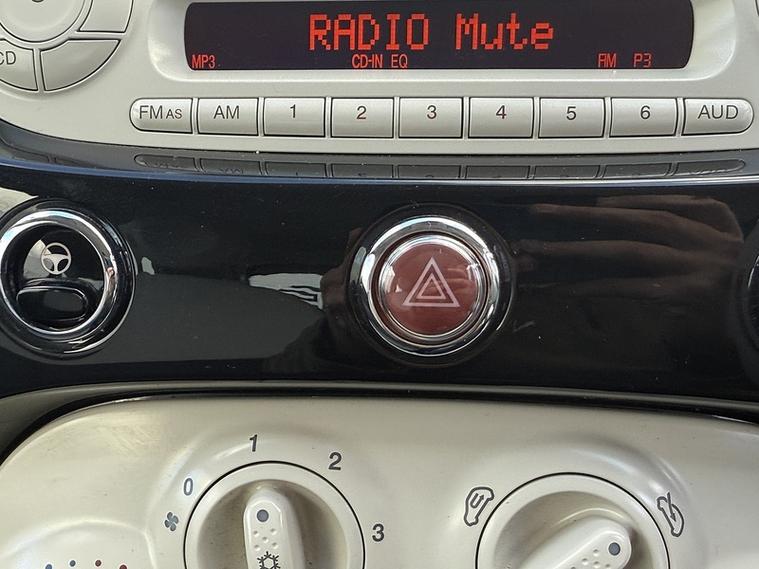 RADIO Mute
MP3 CD-IN EQ FM P3
CD
FM AS AM 1 2 3 4 5 6 AUD
1
2
0
3